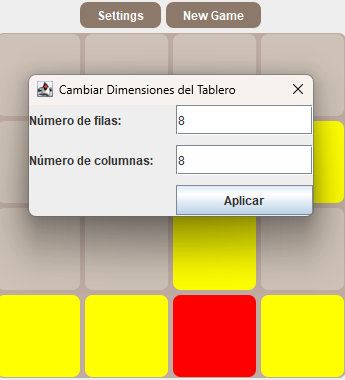 Settings New Game
Cambiar Dimensiones del Tablero
Número de filas: 8
Número de columnas: 8
Aplicar